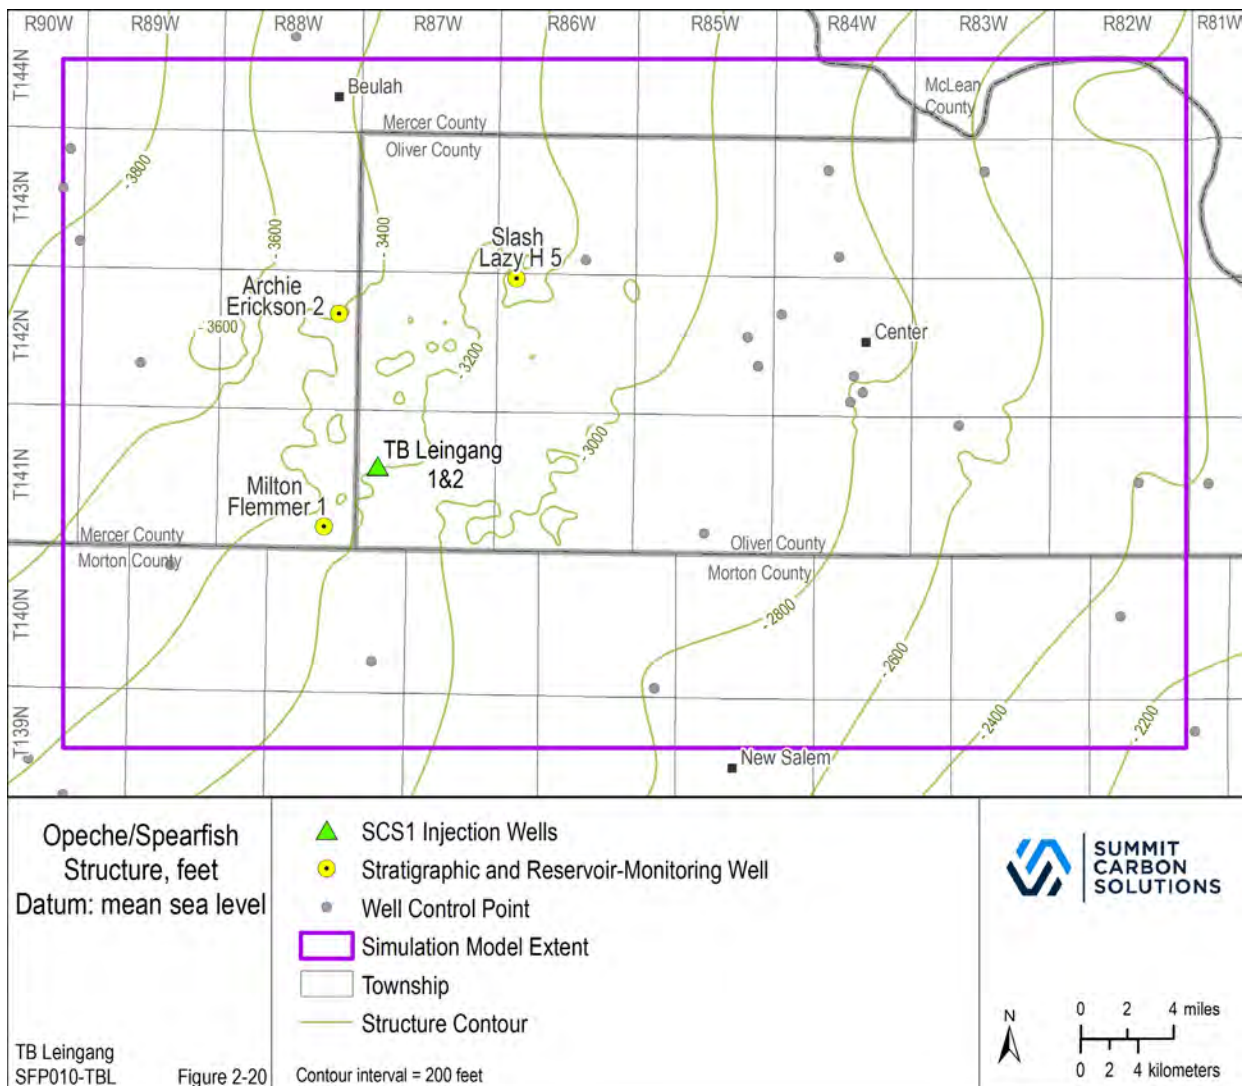 R90W R89W R88W R87W R86W R85W R84W R83W R82W R81W
T144N
T143N
T142N
T141N
T140N
T139N
Beulah
McLean
County
Mercer County
Oliver County
- 3800
- 3600
- 3400
Slash
Lazy H 5
Archie
Erickson 2
- 3600
- 3200
Center
- 3000
TB Leingang
1&2
Milton
Flemmer 1
Mercer County
Morton County
Oliver County
Morton County
- 2800
- 2600
- 2400
- 2200
New Salem
Opeche/Spearfish
Structure, feet
Datum: mean sea level
TB Leingang
SFP010-TBL Figure 2-20
SCS1 Injection Wells
Stratigraphic and Reservoir-Monitoring Well
Well Control Point
Simulation Model Extent
Township
Structure Contour
Contour interval = 200 feet
SUMMIT
CARBON
SOLUTIONS
N
0 2 4 miles
0 2 4 kilometers